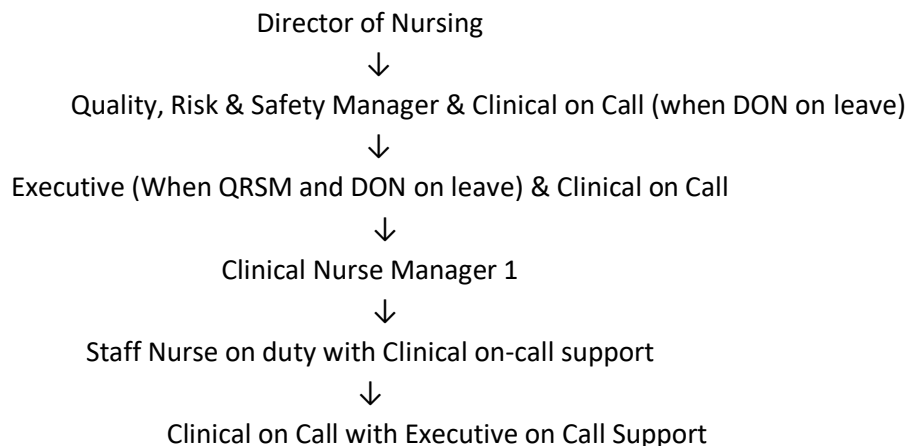 Director of Nursing
↓
Quality, Risk & Safety Manager & Clinical on Call (when DON on leave)
↓
Executive (When QRSM and DON on leave) & Clinical on Call
↓
Clinical Nurse Manager 1
↓
Staff Nurse on duty with Clinical on-call support
↓
Clinical on Call with Executive on Call Support